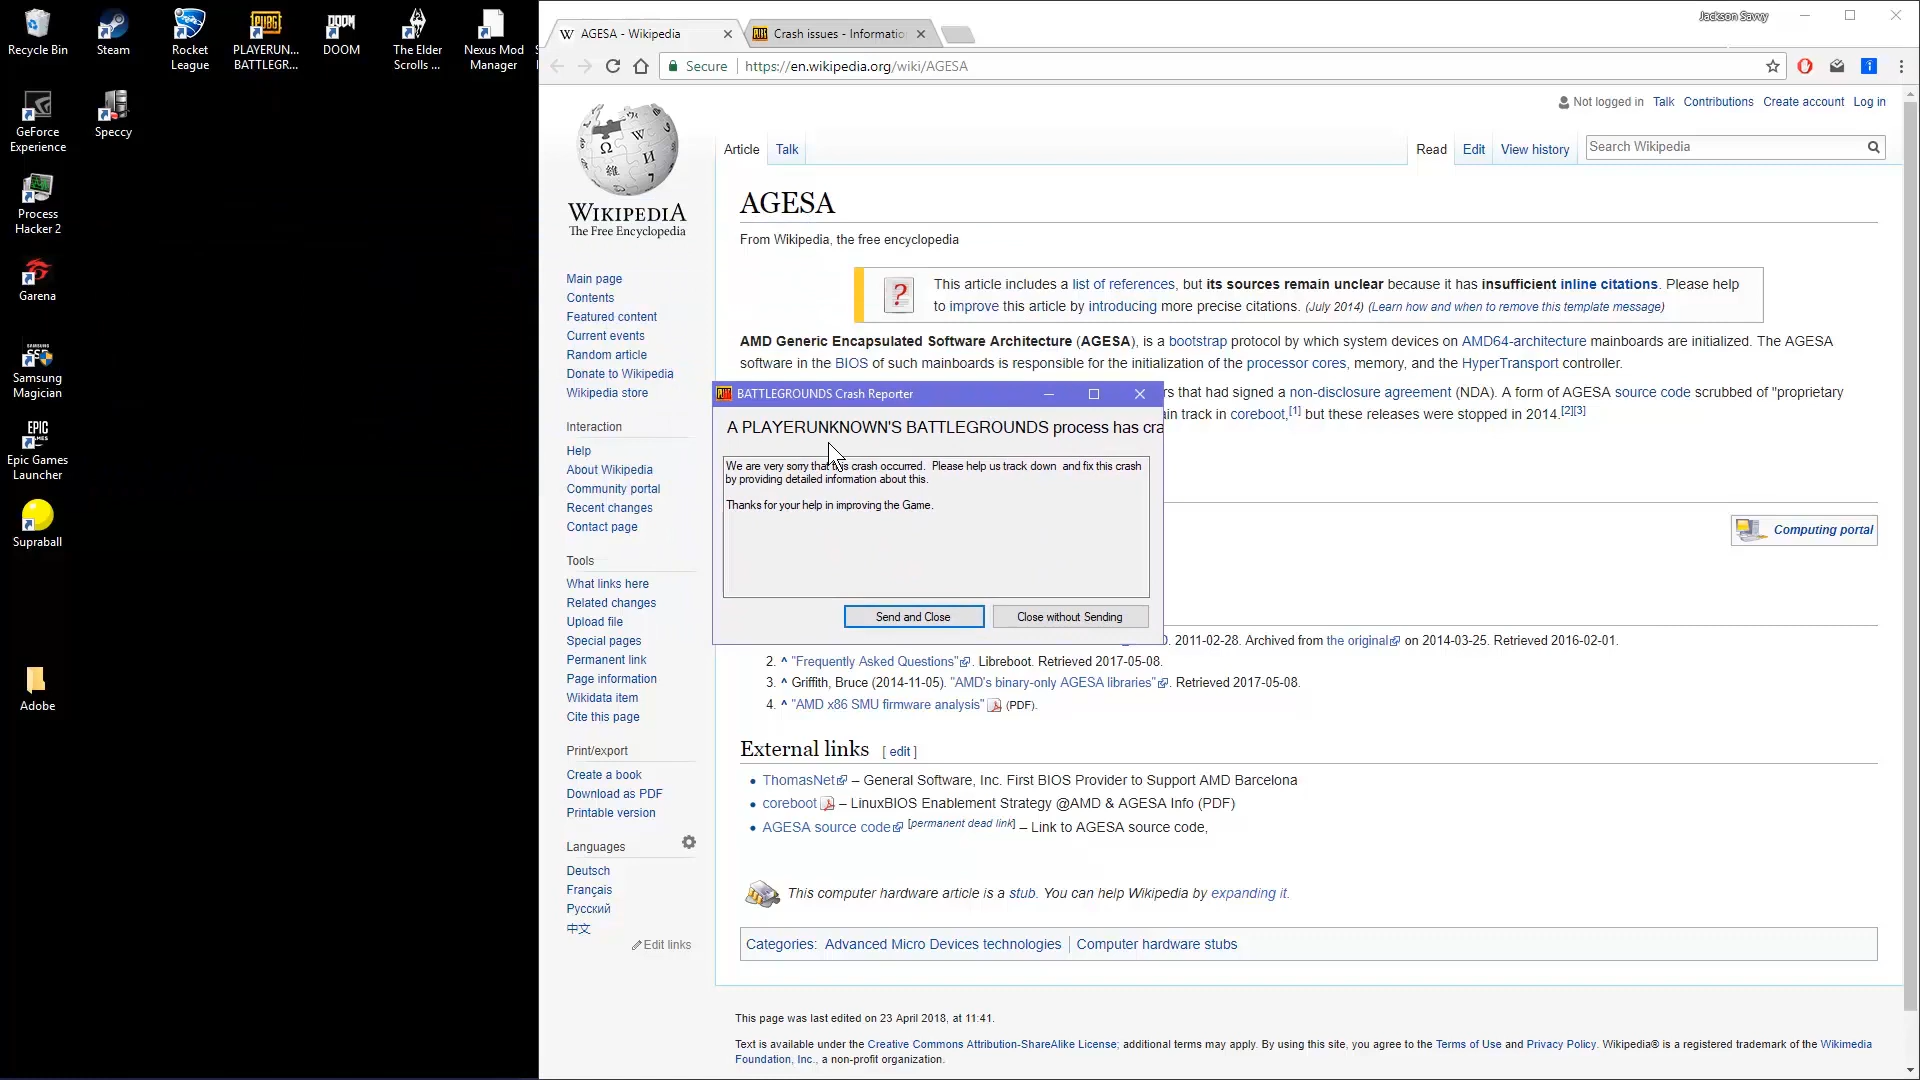 Recycle Bin
Steam
Rocket League
PLAYERUN... BATTLEGR...
DOOM
The Elder Scrolls ...
Nexus Mod Manager
GeForce Experience
Speccy
Process Hacker 2
Garena
Samsung Magician
Epic Games Launcher
Supraball
Adobe
AGESA - Wikipedia
Crash issues - Informatio
Jackson Savvy
Secure
https://en.wikipedia.org/wiki/AGESA
Not logged in Talk Contributions Create account Log in
Article Talk
Read Edit View history
Search Wikipedia
WIKIPEDIA
The Free Encyclopedia
Main page
Contents
Featured content
Current events
Random article
Donate to Wikipedia
Wikipedia store
Interaction
Help
About Wikipedia
Community portal
Recent changes
Contact page
Tools
What links here
Related changes
Upload file
Special pages
Permanent link
Page information
Wikidata item
Cite this page
Print/export
Create a book
Download as PDF
Printable version
Languages
Deutsch
Français
Русский
中文
Edit links
AGESA
From Wikipedia, the free encyclopedia
This article includes a list of references, but its sources remain unclear because it has insufficient inline citations. Please help
to improve this article by introducing more precise citations. (July 2014) (Learn how and when to remove this template message)
AMD Generic Encapsulated Software Architecture (AGESA), is a bootstrap protocol by which system devices on AMD64-architecture mainboards are initialized. The AGESA
software in the BIOS of such mainboards is responsible for the initialization of the processor cores, memory, and the HyperTransport controller.
rs that had signed a non-disclosure agreement (NDA). A form of AGESA source code scrubbed of "proprietary
in track in coreboot,[1] but these releases were stopped in 2014.[2][3]
BATTLEGROUNDS Crash Reporter
A PLAYERUNKNOWN'S BATTLEGROUNDS process has cra
We are very sorry that this crash occurred. Please help us track down and fix this crash
by providing detailed information about this.
Thanks for your help in improving the Game.
Send and Close
Close without Sending
Computing portal
. 2011-02-28. Archived from the original on 2014-03-25. Retrieved 2016-02-01.
2. ^ "Frequently Asked Questions". Libreboot. Retrieved 2017-05-08.
3. ^ Griffith, Bruce (2014-11-05). "AMD's binary-only AGESA libraries". Retrieved 2017-05-08.
4. ^ "AMD x86 SMU firmware analysis" (PDF).
External links [ edit ]
• ThomasNet – General Software, Inc. First BIOS Provider to Support AMD Barcelona
• coreboot – LinuxBIOS Enablement Strategy @AMD & AGESA Info (PDF)
• AGESA source code [permanent dead link] – Link to AGESA source code,
This computer hardware article is a stub. You can help Wikipedia by expanding it.
Categories: Advanced Micro Devices technologies | Computer hardware stubs
This page was last edited on 23 April 2018, at 11:41.
Text is available under the Creative Commons Attribution-ShareAlike License; additional terms may apply. By using this site, you agree to the Terms of Use and Privacy Policy. Wikipedia® is a registered trademark of the Wikimedia
Foundation, Inc., a non-profit organization.